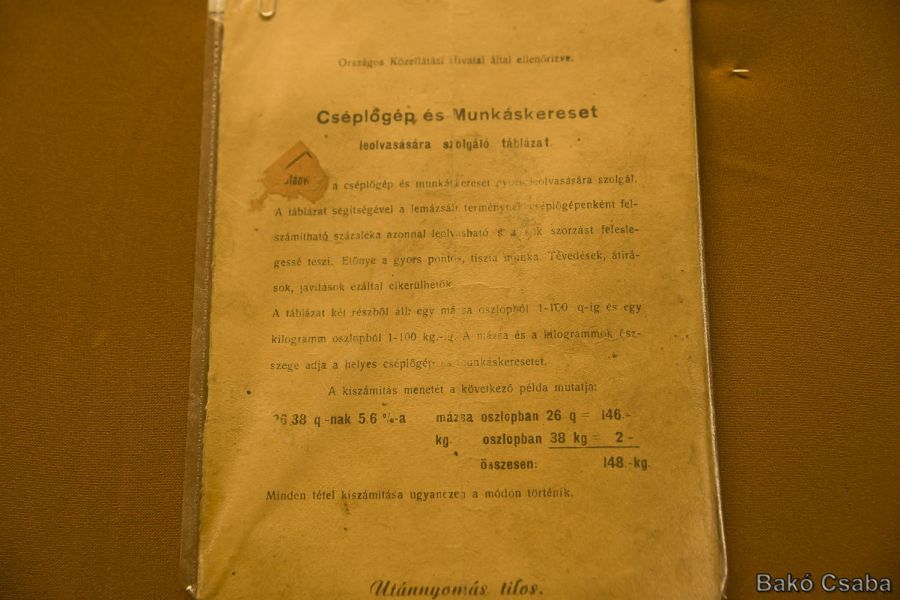 Országos Közellátási Hivatal által ellenőrizve.
Cséplőgép és Munkáskereset
leolvasására szolgáló táblázat.
a cséplőgép és munkáskereset gyors leolvasására szolgál.
A táblázat segítségével a lemázsált terménynek cséplőgépenként fel-
számítható százaléka azonnal leolvasható s a sok szorzást felesle-
gessé teszi. Előnye a gyors pontos, tiszta munka. Tévedések, átírá-
sok, javítások ezáltal elkerülhetők.
A táblázat két részből áll: egy mázsa oszlopból 1-100 q-ig és egy
kilogramm oszlopból 1-100 kg.-ig. A mázsa és a kilogrammok ösz-
szege adja a helyes cséplőgép és munkáskeresetet.
A kiszámítás menetét a következő példa mutatja:
26.38 q -nak 5.6 %-a mázsa oszlopban 26 q = 146.-
kg. oszlopban 38 kg = 2 -
összesen: 148.-kg.
Minden tétel kiszámítása ugyanezen a módon történik.
Utánnyomás tilos.
Bakó Csaba